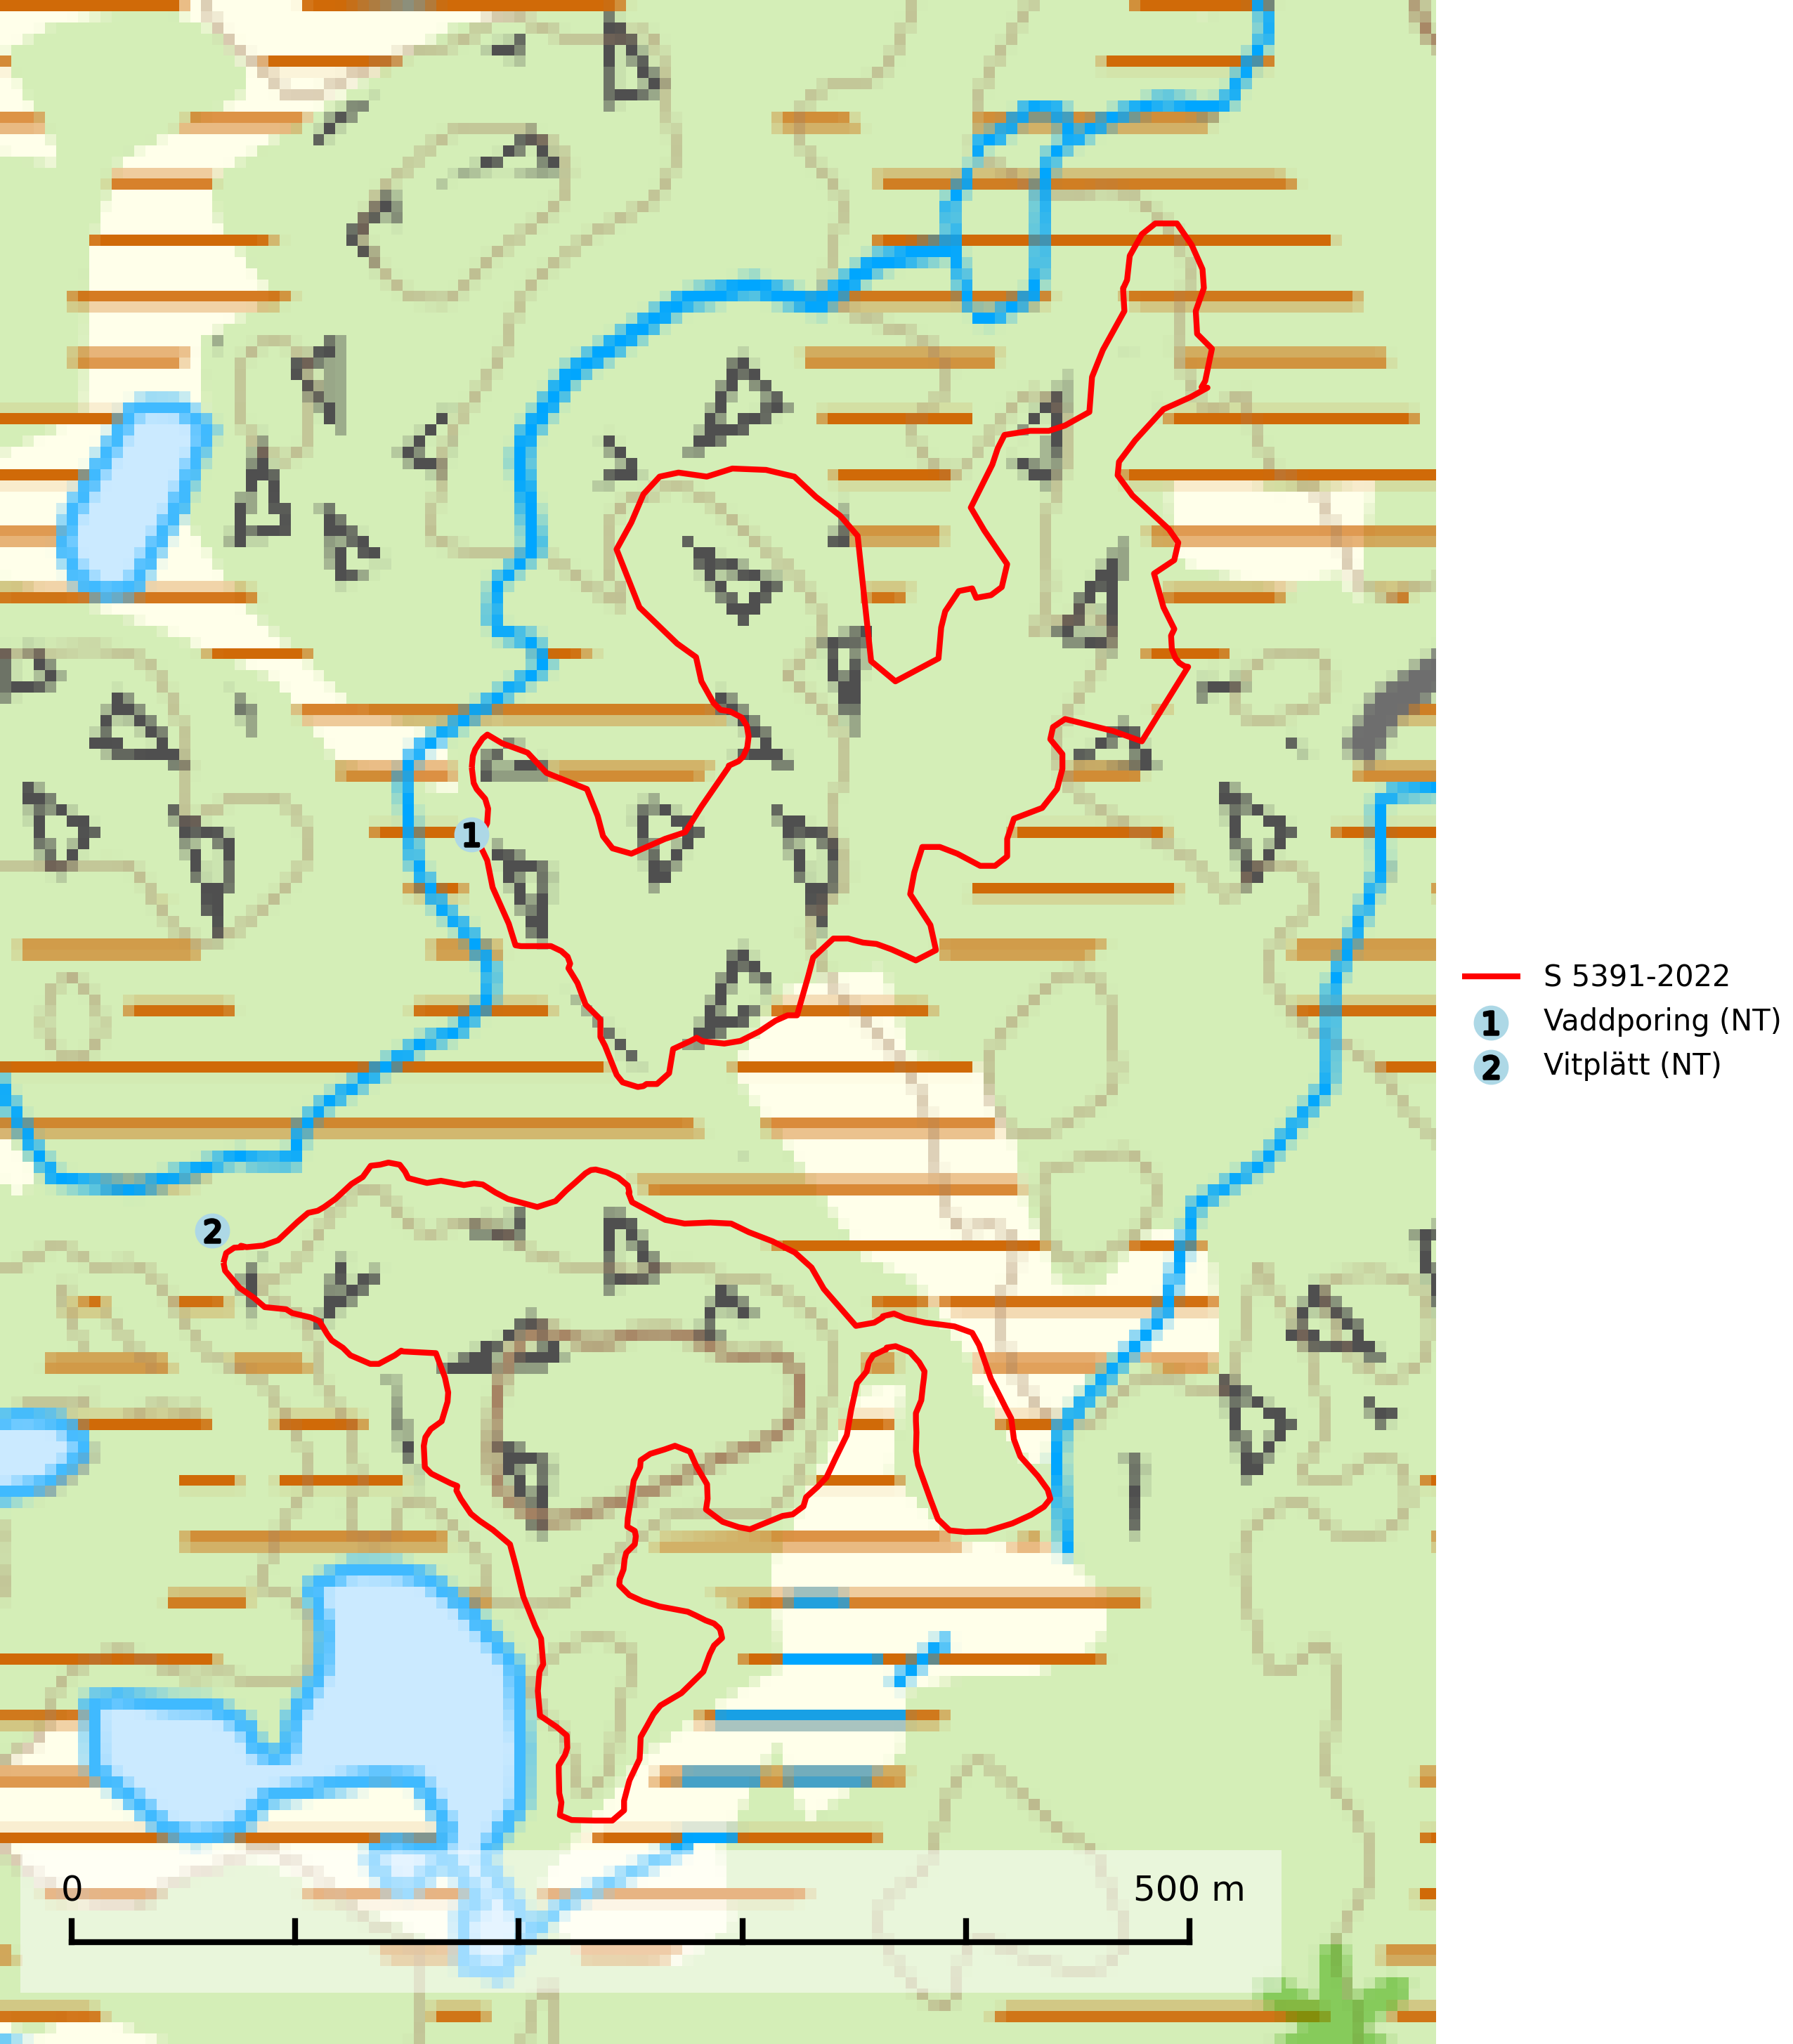 1
2
S 5391-2022
1 Vaddporing (NT)
2 Vitplätt (NT)
0 500 m